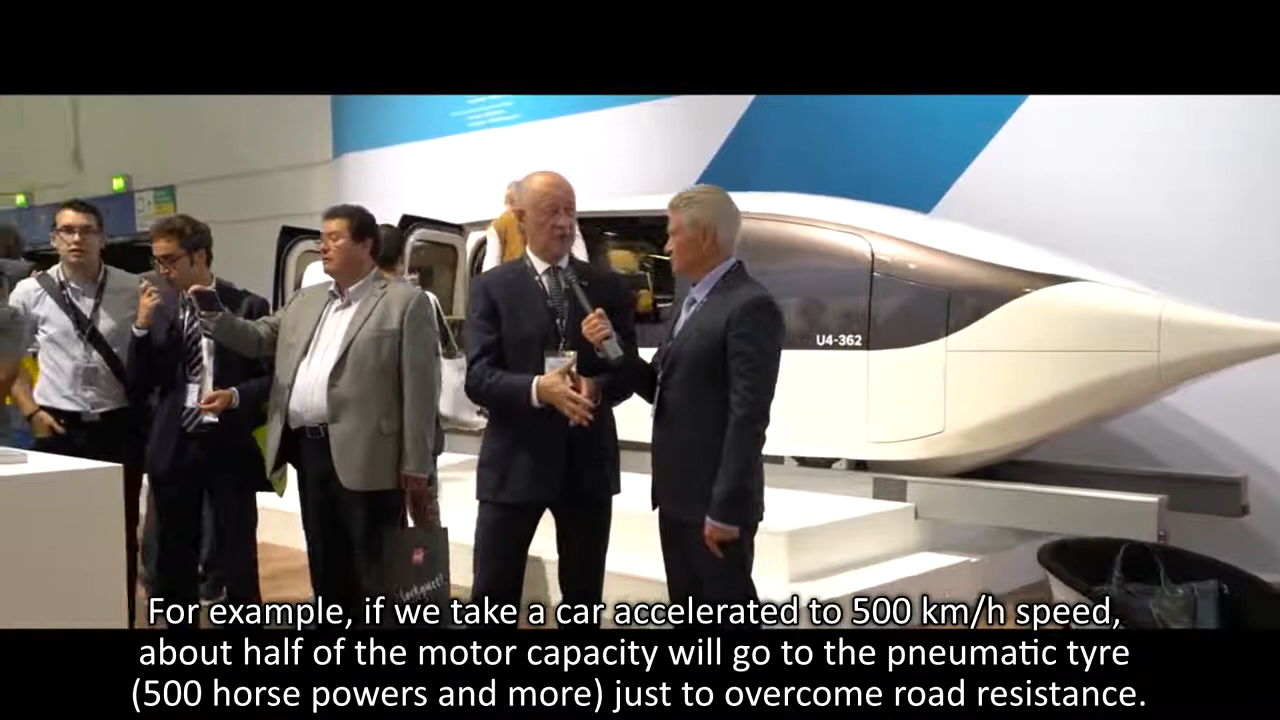 U4-362
For example, if we take a car accelerated to 500 km/h speed,
about half of the motor capacity will go to the pneumatic tyre
(500 horse powers and more) just to overcome road resistance.